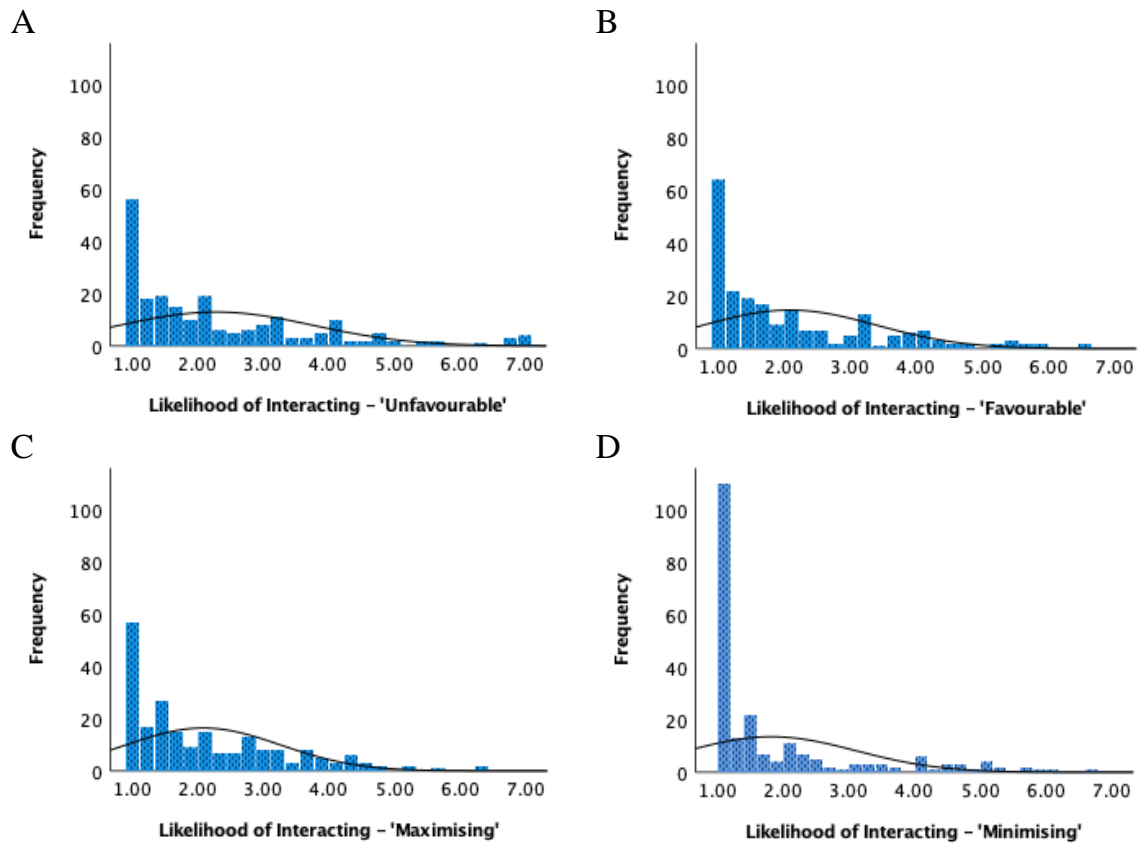 A
Frequency
100
80
60
40
20
0
1.00 2.00 3.00 4.00 5.00 6.00 7.00
Likelihood of Interacting – 'Unfavourable'
B
Frequency
100
80
60
40
20
0
1.00 2.00 3.00 4.00 5.00 6.00 7.00
Likelihood of Interacting – 'Favourable'
C
Frequency
100
80
60
40
20
0
1.00 2.00 3.00 4.00 5.00 6.00 7.00
Likelihood of Interacting – 'Maximising'
D
Frequency
100
80
60
40
20
0
1.00 2.00 3.00 4.00 5.00 6.00 7.00
Likelihood of Interacting – 'Minimising'